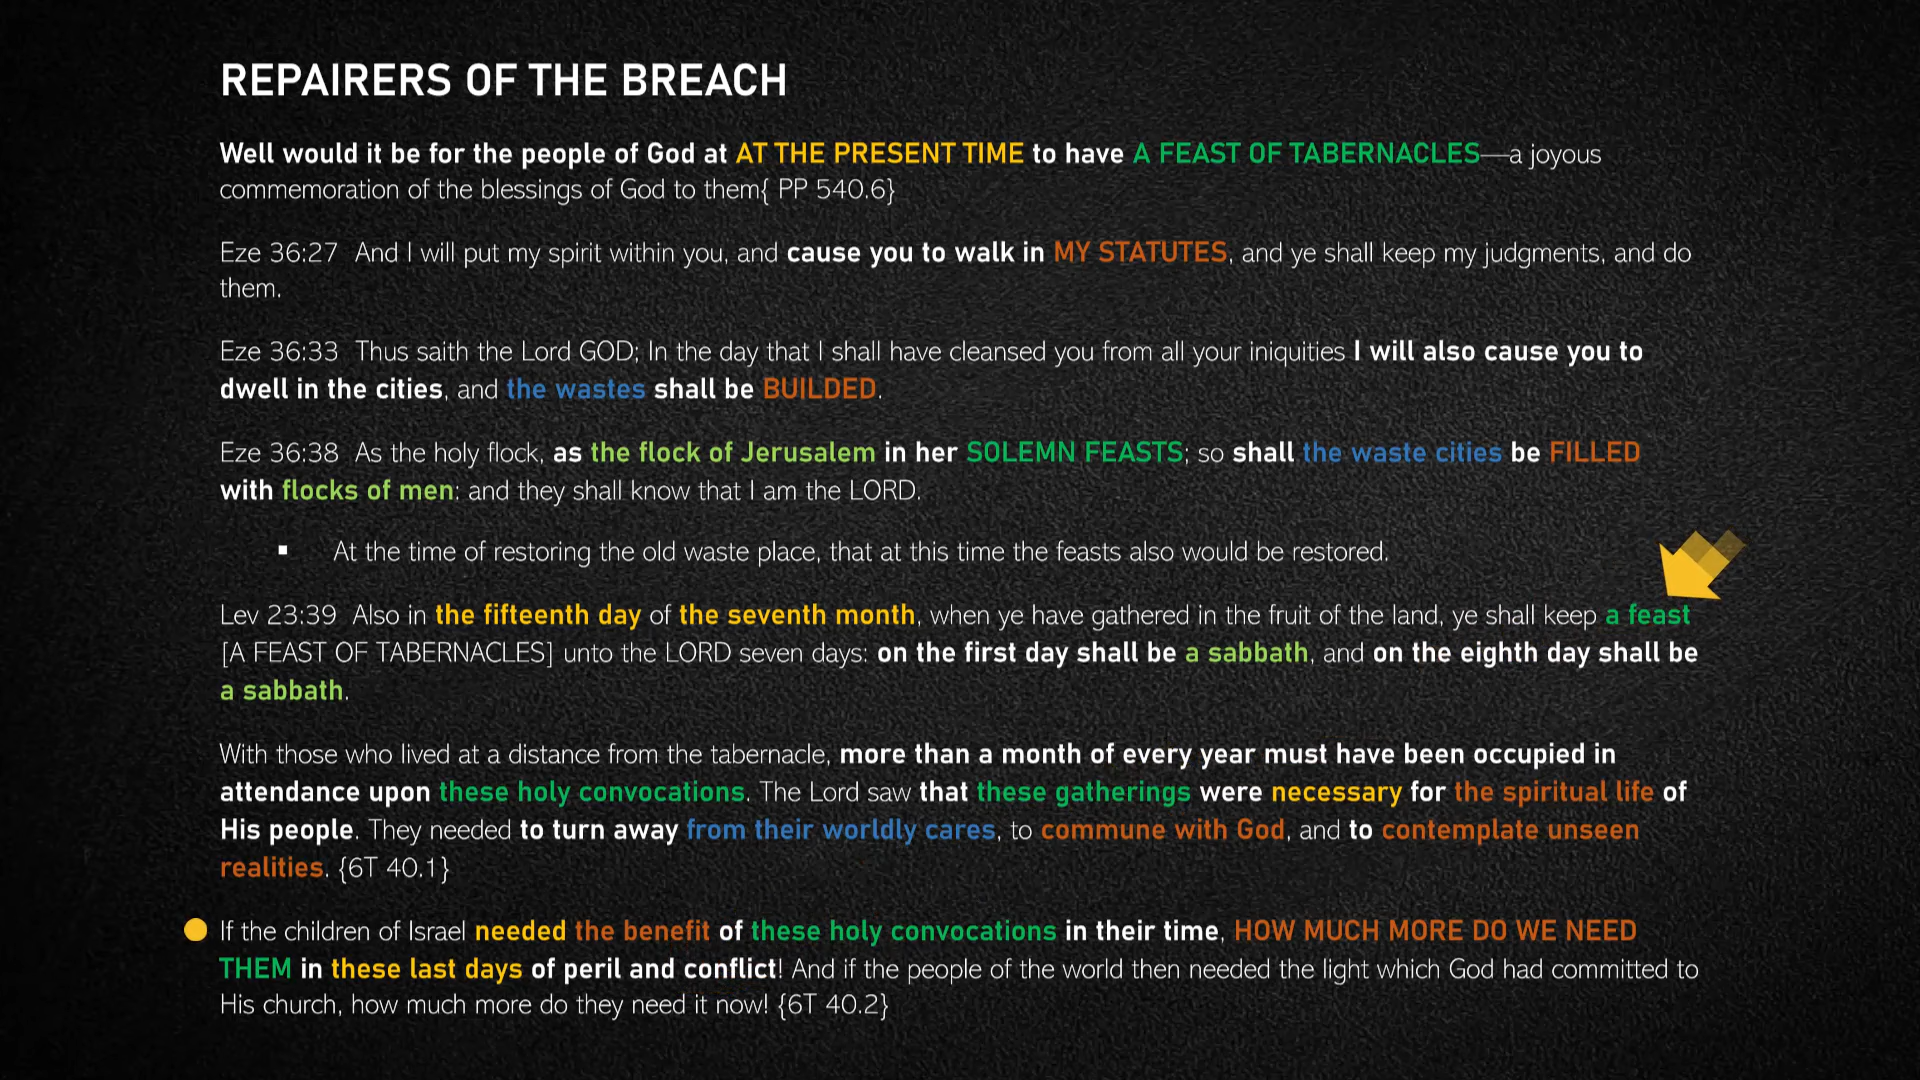 REPAIRERS OF THE BREACH
Well would it be for the people of God at AT THE PRESENT TIME to have A FEAST OF TABERNACLES—a joyous
commemoration of the blessings of God to them{ PP 540.6}
Eze 36:27 And I will put my spirit within you, and cause you to walk in MY STATUTES, and ye shall keep my judgments, and do
them.
Eze 36:33 Thus saith the Lord GOD; In the day that I shall have cleansed you from all your iniquities I will also cause you to
dwell in the cities, and the wastes shall be BUILDED.
Eze 36:38 As the holy flock, as the flock of Jerusalem in her SOLEMN FEASTS; so shall the waste cities be FILLED
with flocks of men: and they shall know that I am the LORD.
▪ At the time of restoring the old waste place, that at this time the feasts also would be restored.
Lev 23:39 Also in the fifteenth day of the seventh month, when ye have gathered in the fruit of the land, ye shall keep a feast
[A FEAST OF TABERNACLES] unto the LORD seven days: on the first day shall be a sabbath, and on the eighth day shall be
a sabbath.
With those who lived at a distance from the tabernacle, more than a month of every year must have been occupied in
attendance upon these holy convocations. The Lord saw that these gatherings were necessary for the spiritual life of
His people. They needed to turn away from their worldly cares, to commune with God, and to contemplate unseen
realities. {6T 40.1}
If the children of Israel needed the benefit of these holy convocations in their time, HOW MUCH MORE DO WE NEED
THEM in these last days of peril and conflict! And if the people of the world then needed the light which God had committed to
His church, how much more do they need it now! {6T 40.2}